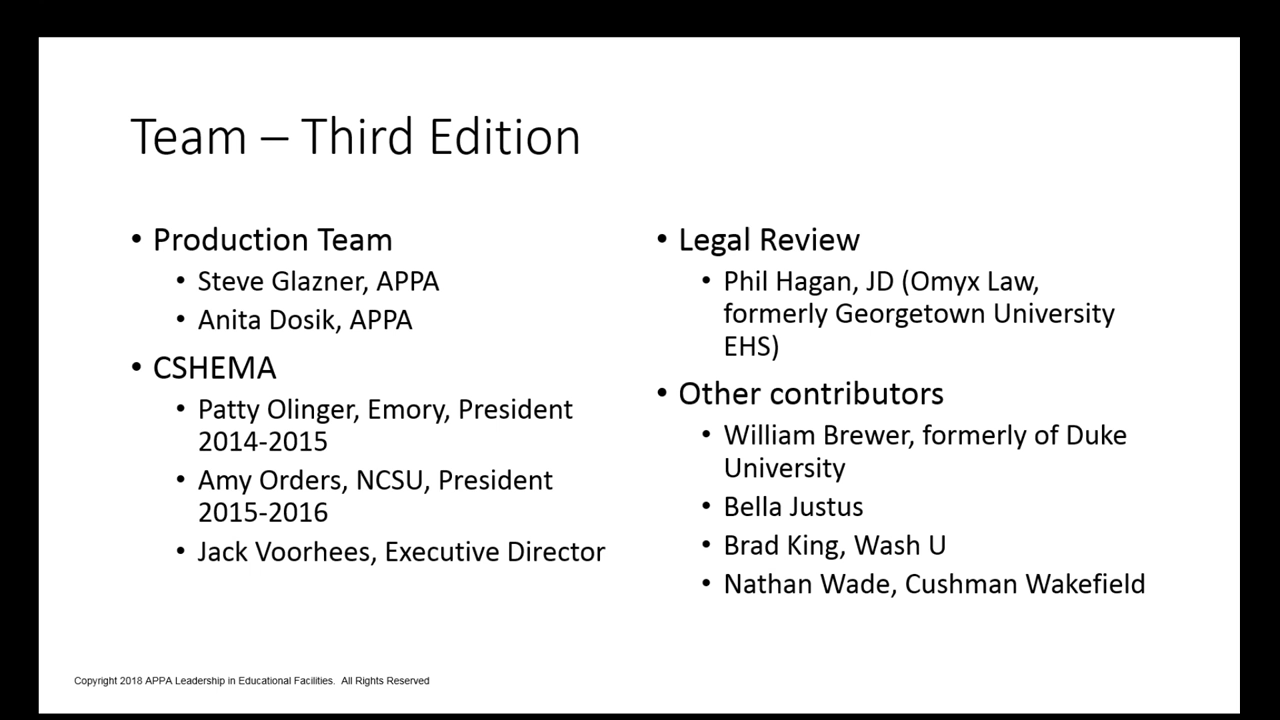 Team – Third Edition
• Production Team
• Steve Glazner, APPA
• Anita Dosik, APPA
• CSHEMA
• Patty Olinger, Emory, President
2014-2015
• Amy Orders, NCSU, President
2015-2016
• Jack Voorhees, Executive Director
• Legal Review
• Phil Hagan, JD (Omyx Law,
formerly Georgetown University
EHS)
• Other contributors
• William Brewer, formerly of Duke
University
• Bella Justus
• Brad King, Wash U
• Nathan Wade, Cushman Wakefield
Copyright 2018 APPA Leadership in Educational Facilities.  All Rights Reserved